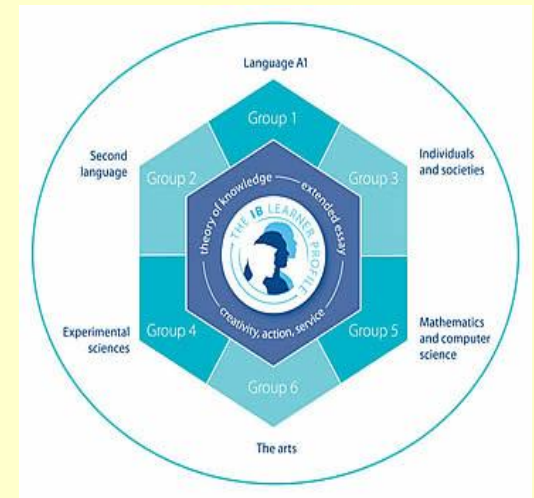 Language A1
Group 1
Second
language
Group 2
Group 3
Individuals
and societies
theory of knowledge
extended essay
THE IB LEARNER PROFILE
creativity, action, service
Experimental
sciences
Group 4
Group 5
Mathematics
and computer
science
Group 6
The arts